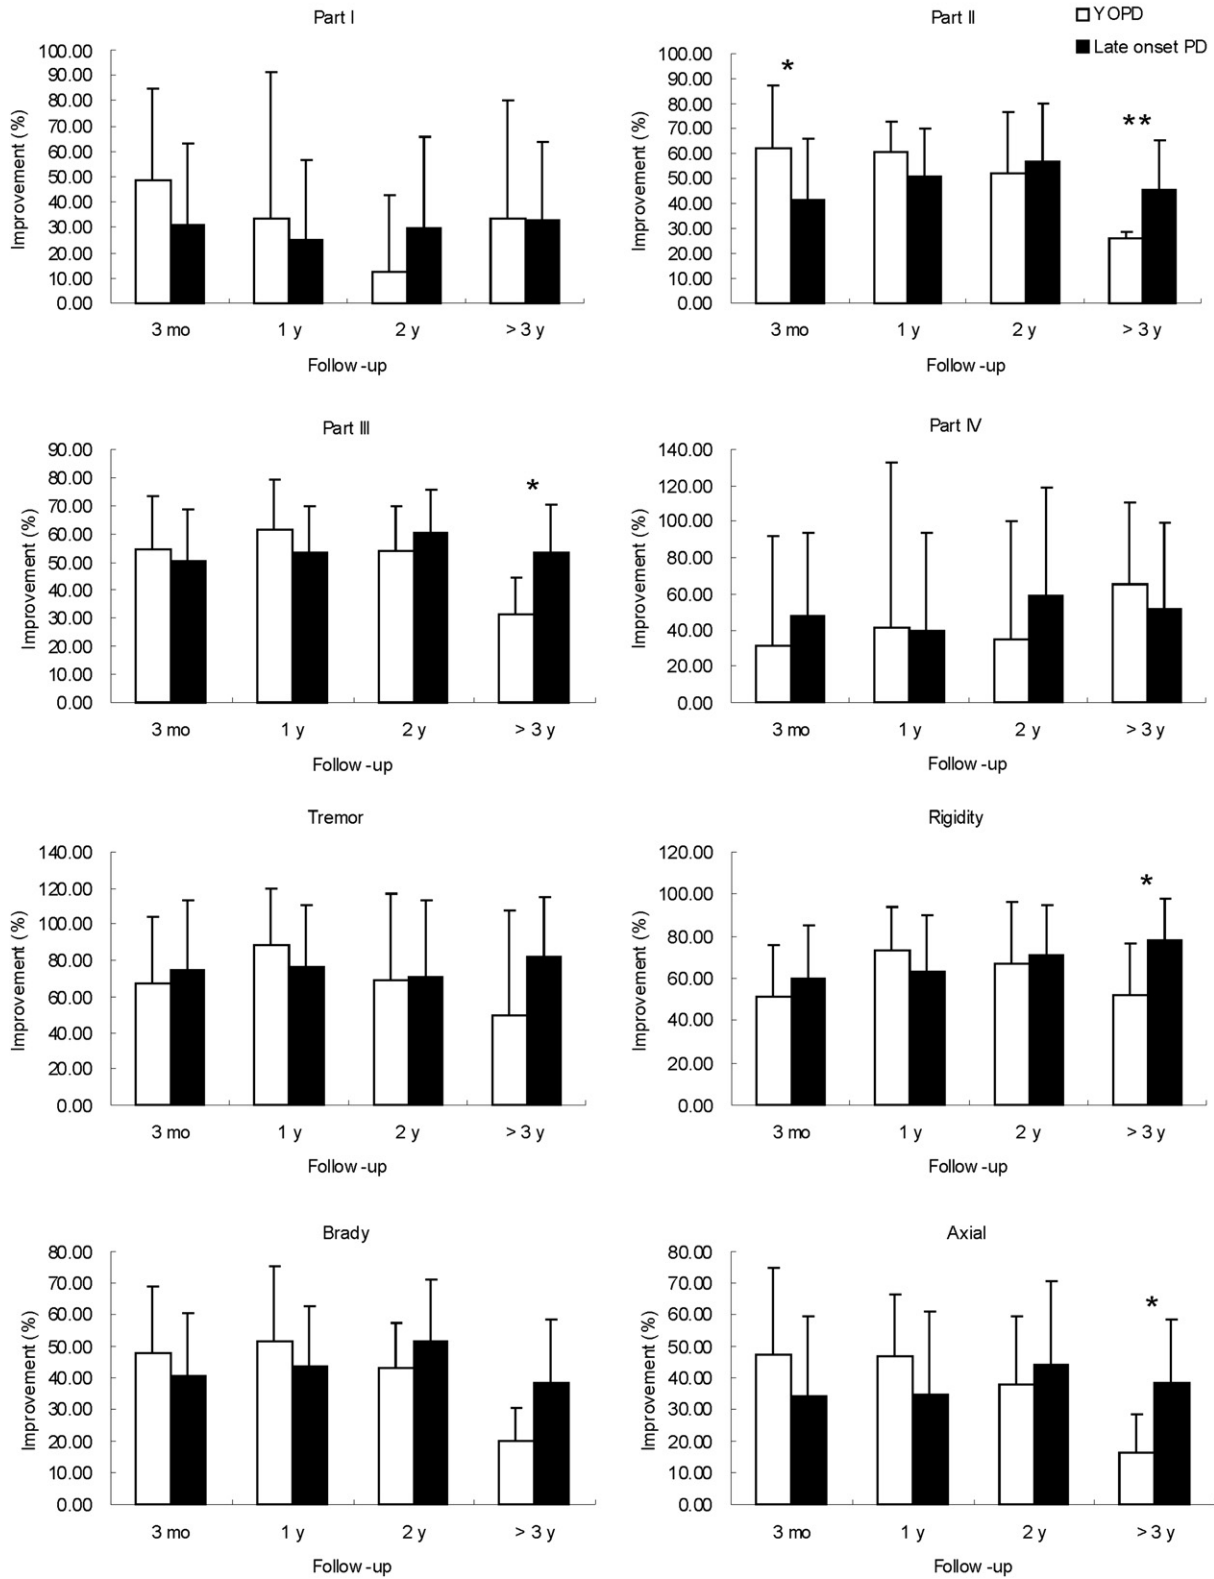 Part I
100.00
90.00
80.00
70.00
60.00
50.00
40.00
30.00
20.00
10.00
0.00
Improvement (%)
3 mo 1 y 2 y > 3 y
Follow -up
Part II
YOPD
Late onset PD
100.00
90.00
80.00
70.00
60.00
50.00
40.00
30.00
20.00
10.00
0.00
Improvement (%)
*
**
3 mo 1 y 2 y > 3 y
Follow -up
Part III
90.00
80.00
70.00
60.00
50.00
40.00
30.00
20.00
10.00
0.00
Improvement (%)
*
3 mo 1 y 2 y > 3 y
Follow -up
Part IV
140.00
120.00
100.00
80.00
60.00
40.00
20.00
0.00
Improvement (%)
3 mo 1 y 2 y > 3 y
Follow -up
Tremor
140.00
120.00
100.00
80.00
60.00
40.00
20.00
0.00
Improvement (%)
3 mo 1 y 2 y > 3 y
Follow -up
Rigidity
120.00
100.00
80.00
60.00
40.00
20.00
0.00
Improvement (%)
*
3 mo 1 y 2 y > 3 y
Follow -up
Brady
80.00
70.00
60.00
50.00
40.00
30.00
20.00
10.00
0.00
Improvement (%)
3 mo 1 y 2 y > 3 y
Follow -up
Axial
80.00
70.00
60.00
50.00
40.00
30.00
20.00
10.00
0.00
Improvement (%)
*
3 mo 1 y 2 y > 3 y
Follow -up